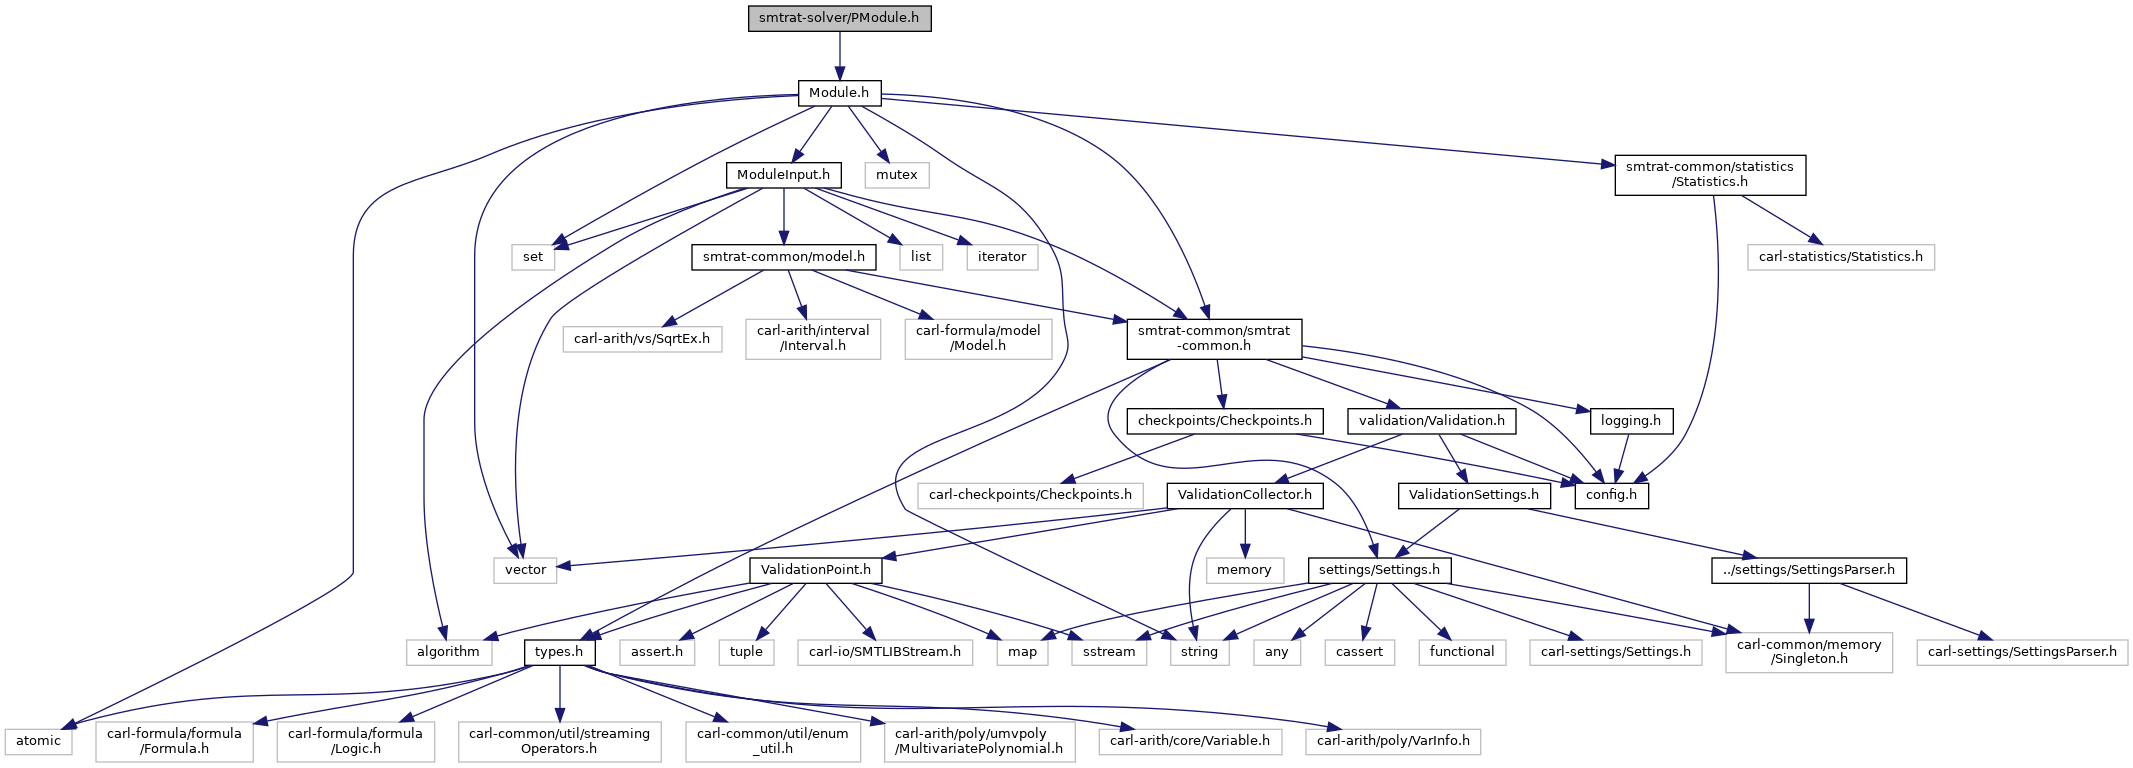 smtrat-solver/PModule.h
Module.h
smtrat-common/statistics
/Statistics.h
ModuleInput.h
mutex
set
smtrat-common/model.h
list
iterator
carl-statistics/Statistics.h
carl-arith/vs/SqrtEx.h
carl-arith/interval
/Interval.h
carl-formula/model
/Model.h
smtrat-common/smtrat
-common.h
checkpoints/Checkpoints.h
validation/Validation.h
logging.h
carl-checkpoints/Checkpoints.h
ValidationCollector.h
ValidationSettings.h
config.h
vector
ValidationPoint.h
memory
settings/Settings.h
../settings/SettingsParser.h
algorithm
types.h
assert.h
tuple
carl-io/SMTLIBStream.h
map
sstream
string
any
cassert
functional
carl-settings/Settings.h
carl-common/memory
/Singleton.h
carl-settings/SettingsParser.h
atomic
carl-formula/formula
/Formula.h
carl-formula/formula
/Logic.h
carl-common/util/streaming
Operators.h
carl-common/util/enum
_util.h
carl-arith/poly/umvpoly
/MultivariatePolynomial.h
carl-arith/core/Variable.h
carl-arith/poly/VarInfo.h